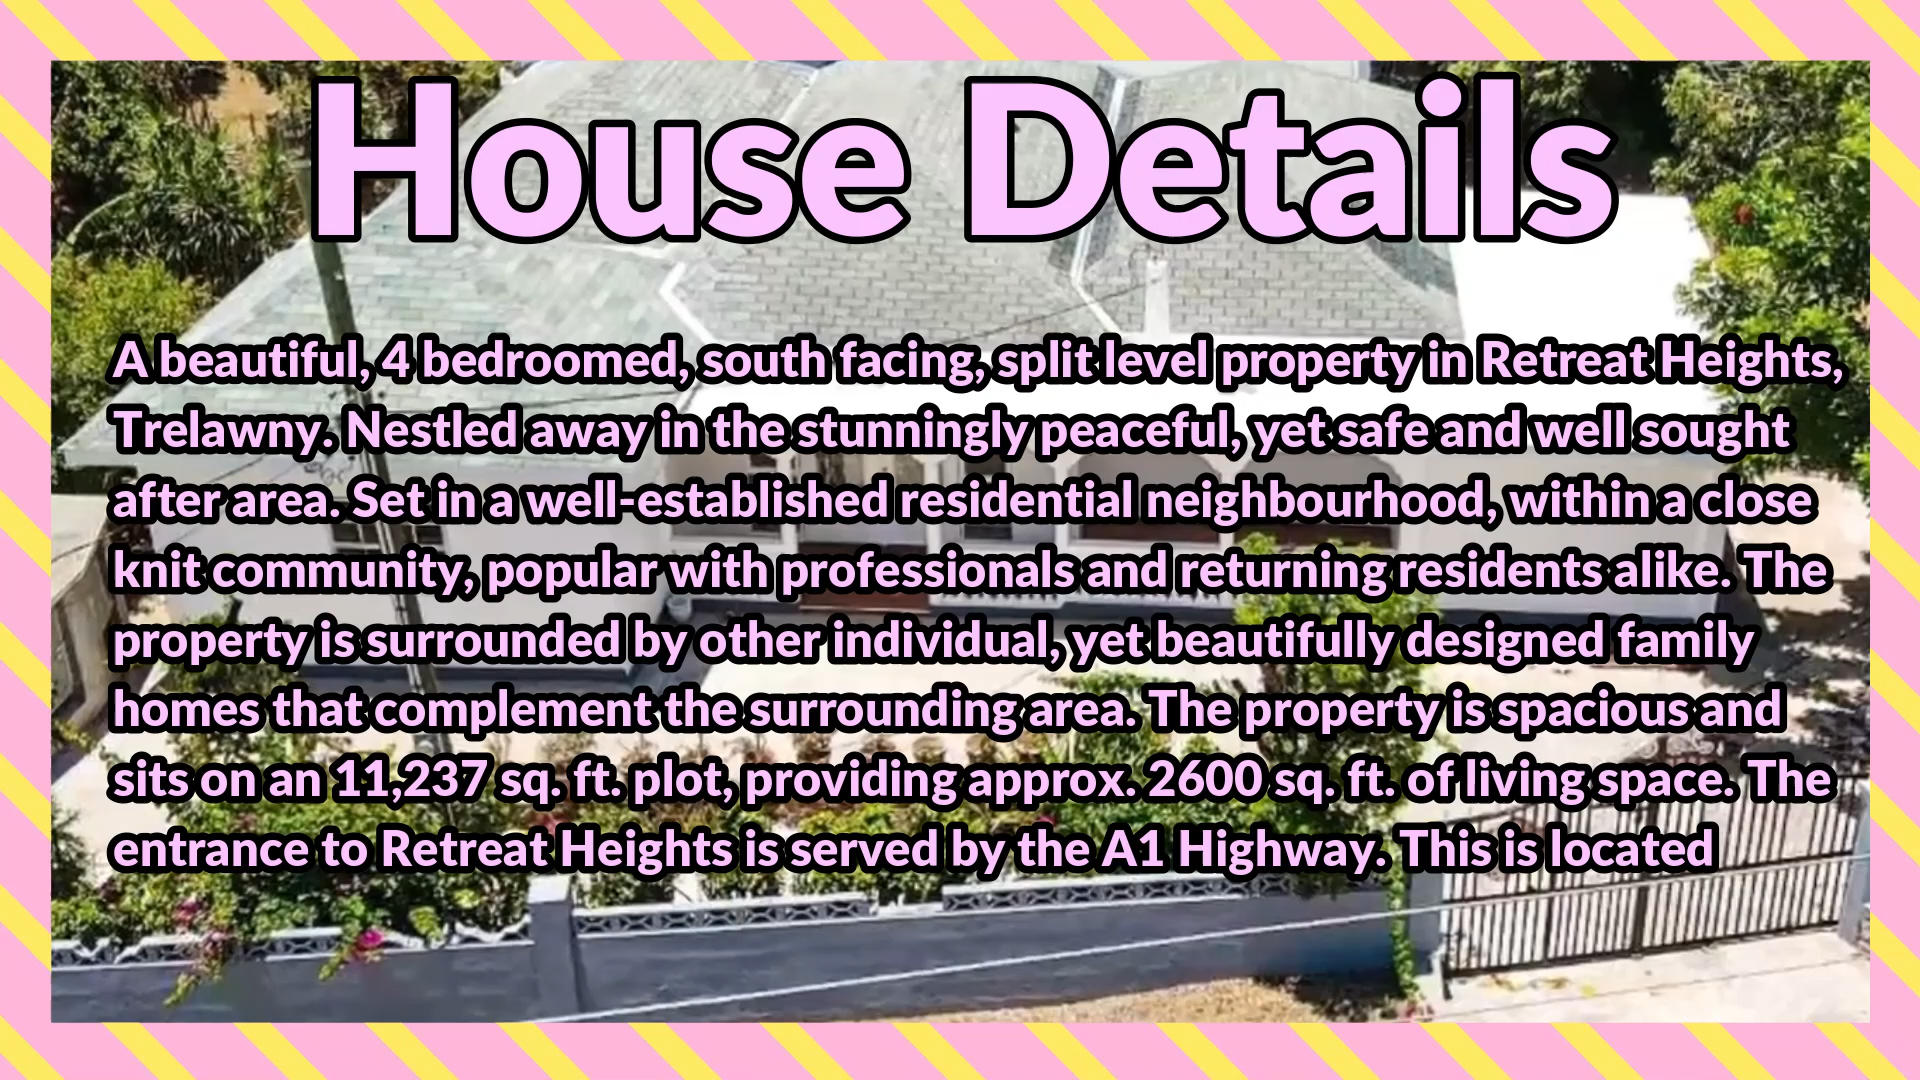 House Details
A beautiful, 4 bedroomed, south facing, split level property in Retreat Heights,
Trelawny. Nestled away in the stunningly peaceful, yet safe and well sought
after area. Set in a well-established residential neighbourhood, within a close
knit community, popular with professionals and returning residents alike. The
property is surrounded by other individual, yet beautifully designed family
homes that complement the surrounding area. The property is spacious and
sits on an 11,237 sq. ft. plot, providing approx. 2600 sq. ft. of living space. The
entrance to Retreat Heights is served by the A1 Highway. This is located